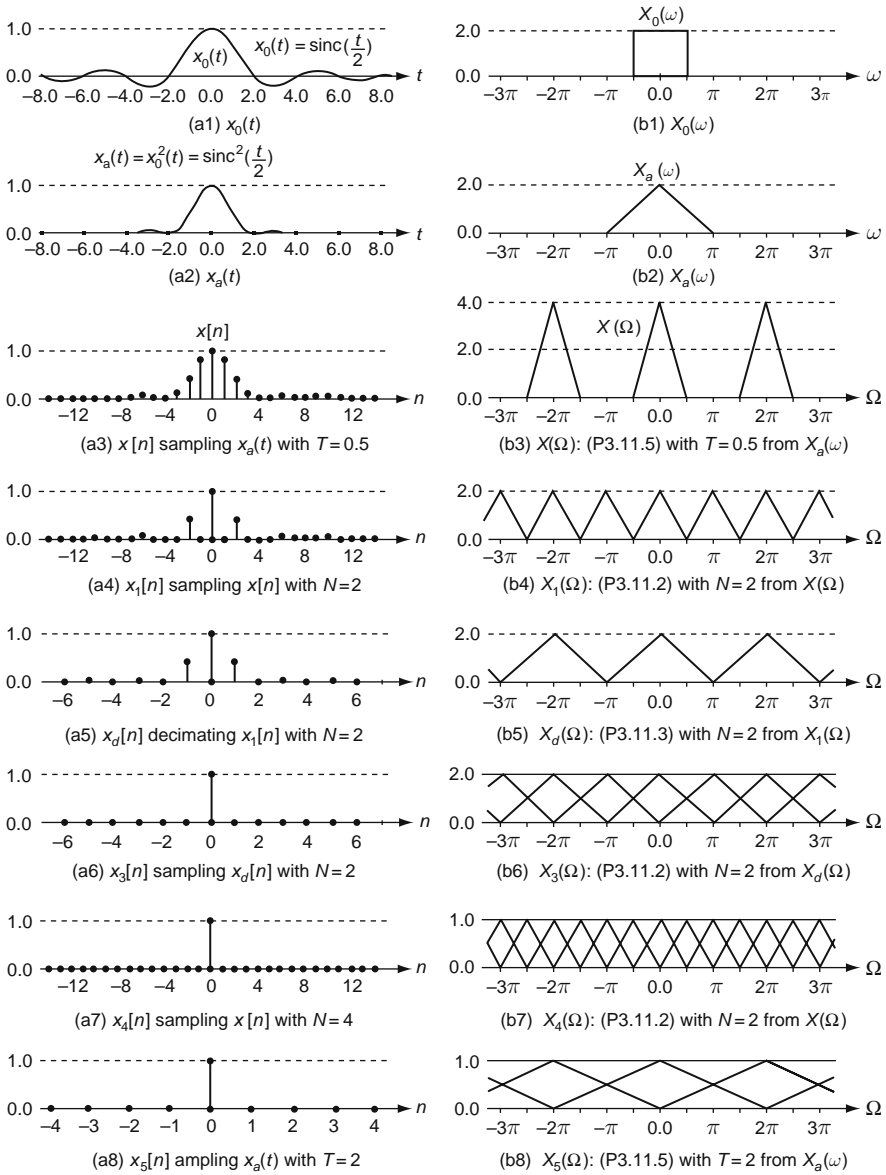 1.0
x₀(t)
x₀(t) = sinc(t/2)
0.0
t
−8.0 −6.0 −4.0 −2.0 0.0 2.0 4.0 6.0 8.0
(a1) x₀(t)
X₀(ω)
2.0
0.0
ω
−3π −2π −π 0.0 π 2π 3π
(b1) X₀(ω)
xₐ(t) = x₀²(t) = sinc²(t/2)
1.0
0.0
t
−8.0 −6.0 −4.0 −2.0 0.0 2.0 4.0 6.0 8.0
(a2) xₐ(t)
Xₐ(ω)
2.0
0.0
ω
−3π −2π −π 0.0 π 2π 3π
(b2) Xₐ(ω)
x[n]
1.0
0.0
n
−12 −8 −4 0 4 8 12
(a3) x[n] sampling xₐ(t) with T = 0.5
4.0
X(Ω)
2.0
0.0
Ω
−3π −2π −π 0.0 π 2π 3π
(b3) X(Ω): (P3.11.5) with T = 0.5 from Xₐ(ω)
1.0
0.0
n
−12 −8 −4 0 4 8 12
(a4) x₁[n] sampling x[n] with N = 2
2.0
0.0
Ω
−3π −2π −π 0.0 π 2π 3π
(b4) X₁(Ω): (P3.11.2) with N = 2 from X(Ω)
1.0
0.0
n
−6 −4 −2 0 2 4 6
(a5) x_d[n] decimating x₁[n] with N = 2
2.0
0.0
Ω
−3π −2π −π 0.0 π 2π 3π
(b5) X_d(Ω): (P3.11.3) with N = 2 from X₁(Ω)
1.0
0.0
n
−6 −4 −2 0 2 4 6
(a6) x₃[n] sampling x_d[n] with N = 2
2.0
0.0
Ω
−3π −2π −π 0.0 π 2π 3π
(b6) X₃(Ω): (P3.11.2) with N = 2 from X_d(Ω)
1.0
0.0
n
−12 −8 −4 0 4 8 12
(a7) x₄[n] sampling x[n] with N = 4
1.0
0.0
Ω
−3π −2π −π 0.0 π 2π 3π
(b7) X₄(Ω): (P3.11.2) with N = 2 from X(Ω)
1.0
0.0
n
−4 −3 −2 −1 0 1 2 3 4
(a8) x₅[n] ampling xₐ(t) with T = 2
1.0
0.0
Ω
−3π −2π −π 0.0 π 2π 3π
(b8) X₅(Ω): (P3.11.5) with T = 2 from Xₐ(ω)